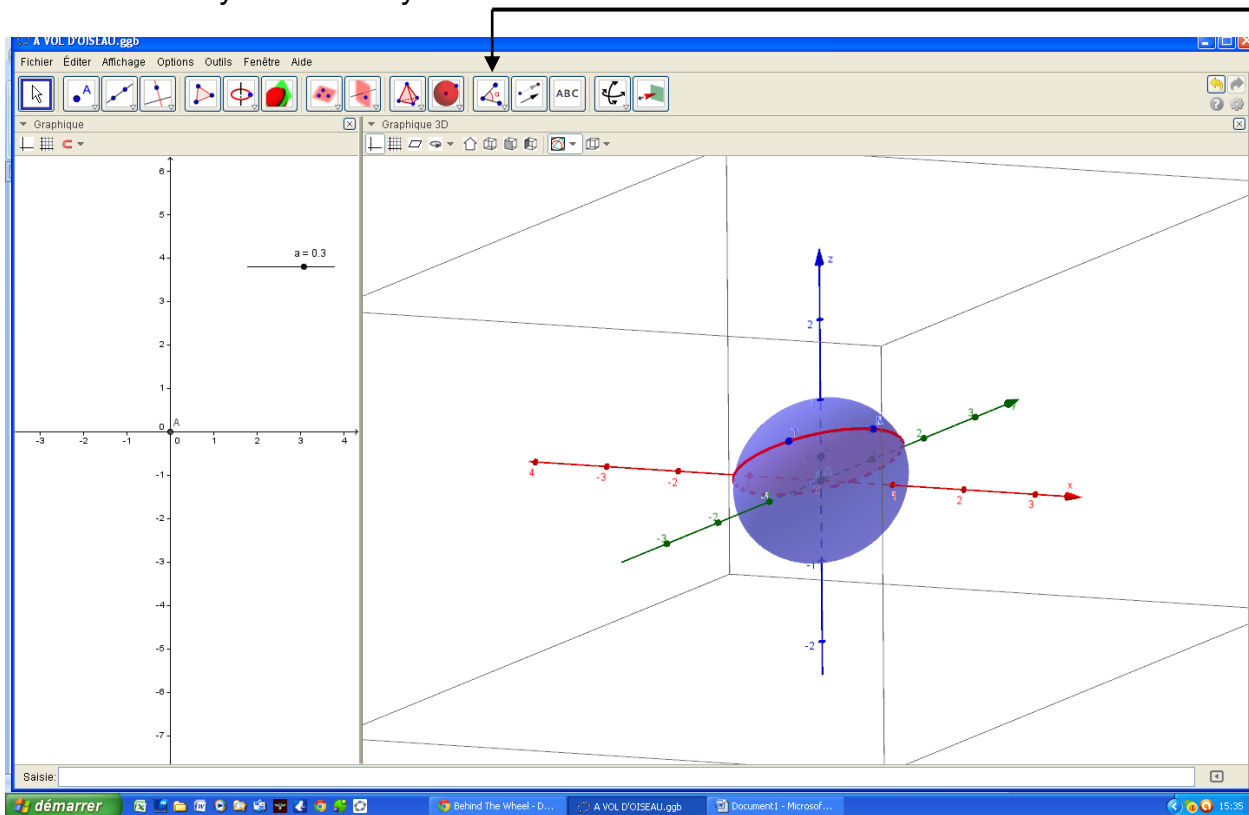 A VOL D'OISEAU.ggb
Fichier Éditer Affichage Options Outils Fenêtre Aide
A α ABC
Graphique
Graphique 3D
a = 0.3
6
5
4
3
2
1
0
-1
-2
-3
-4
-5
-6
-7
A
-3 -2 -1 0 1 2 3 4
z
2
-1
-2
4 -3 -2 1 2 3 x
-3 -2 2 3
Saisie:
démarrer
Behind The Wheel - D...
A VOL D'OISEAU.ggb
Document1 - Microsof...
15:35